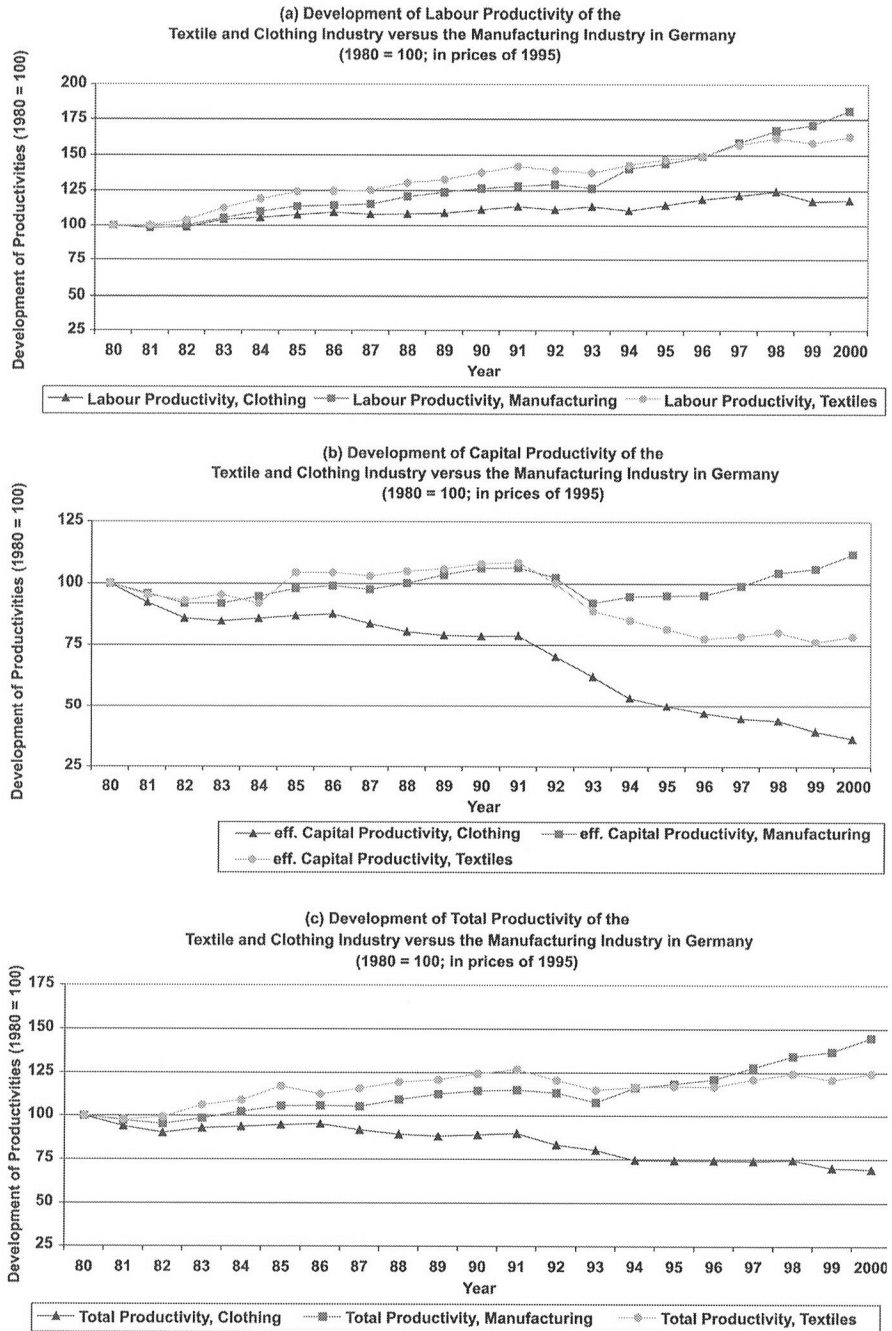 (a) Development of Labour Productivity of the
Textile and Clothing Industry versus the Manufacturing Industry in Germany
(1980 = 100; in prices of 1995)
Development of Productivities (1980 = 100)
200
175
150
125
100
75
50
25
80 81 82 83 84 85 86 87 88 89 90 91 92 93 94 95 96 97 98 99 2000
Year
Labour Productivity, Clothing Labour Productivity, Manufacturing Labour Productivity, Textiles
(b) Development of Capital Productivity of the
Textile and Clothing Industry versus the Manufacturing Industry in Germany
(1980 = 100; in prices of 1995)
Development of Productivities (1980 = 100)
125
100
75
50
25
80 81 82 83 84 85 86 87 88 89 90 91 92 93 94 95 96 97 98 99 2000
Year
eff. Capital Productivity, Clothing eff. Capital Productivity, Manufacturing
eff. Capital Productivity, Textiles
(c) Development of Total Productivity of the
Textile and Clothing Industry versus the Manufacturing Industry in Germany
(1980 = 100; in prices of 1995)
Development of Productivities (1980 = 100)
175
150
125
100
75
50
25
80 81 82 83 84 85 86 87 88 89 90 91 92 93 94 95 96 97 98 99 2000
Year
Total Productivity, Clothing Total Productivity, Manufacturing Total Productivity, Textiles